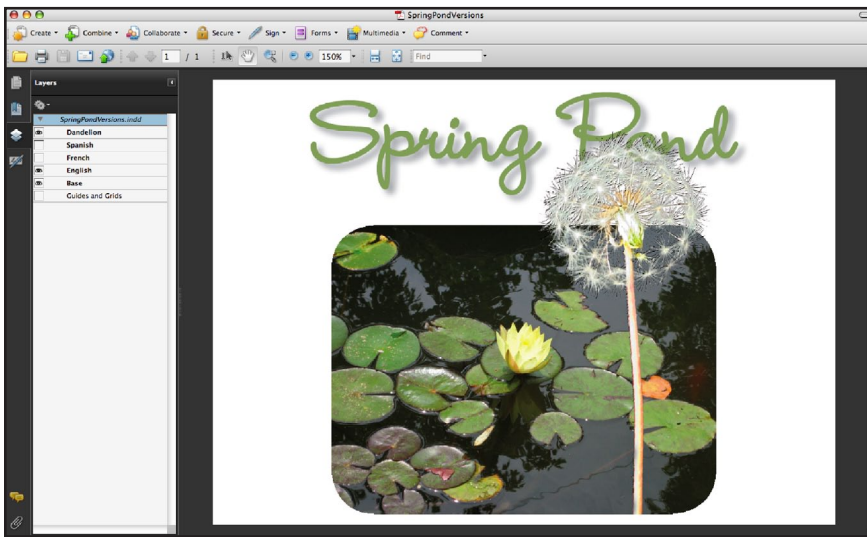 SpringPondVersions
Create Combine Collaborate Secure Sign Forms Multimedia Comment
1 / 1 150% Find
Layers
SpringPondVersions.indd
Dandelion
Spanish
French
English
Base
Guides and Grids
Spring Pond